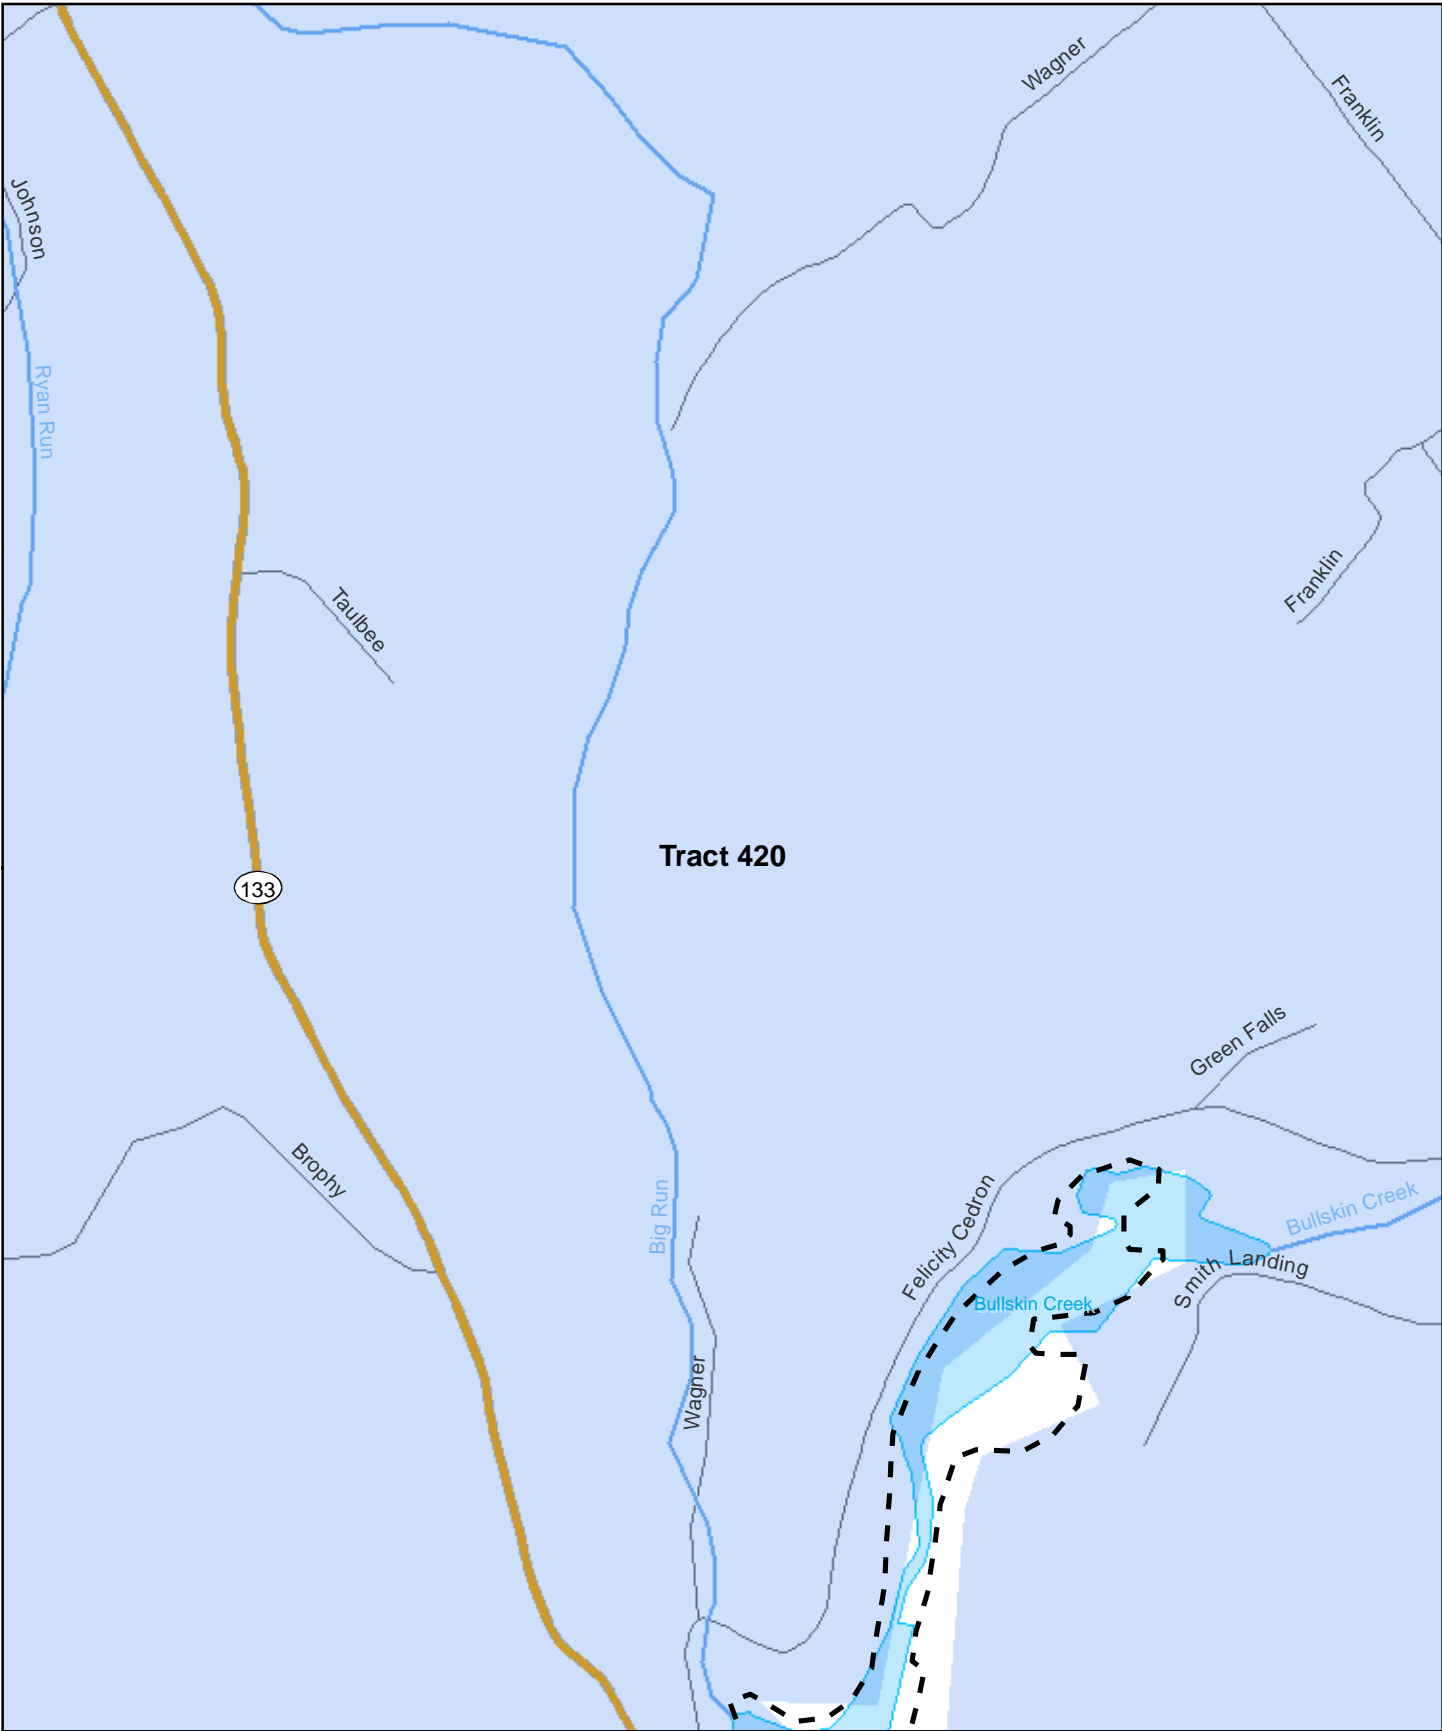 Wagner
Franklin
Johnson
Ryan Run
Franklin
Taulbee
Tract 420
133
Green Falls
Brophy
Big Run
Felicity Cedron
Bullskin Creek
Smith Landing
Bullskin Creek
Wagner